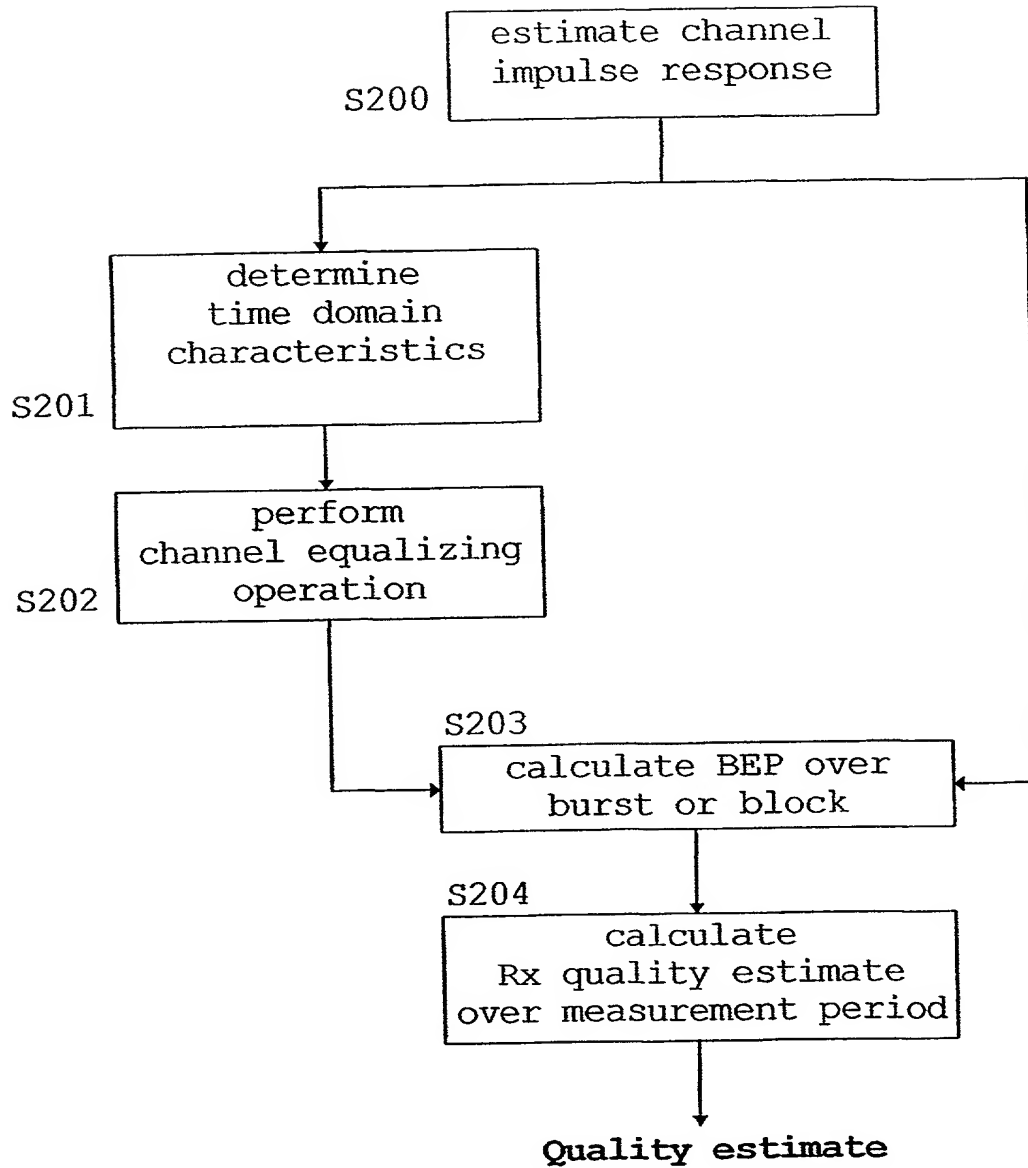 estimate channel
impulse response
S200
determine
time domain
characteristics
S201
perform
channel equalizing
operation
S202
S203
calculate BEP over
burst or block
S204
calculate
Rx quality estimate
over measurement period
Quality estimate